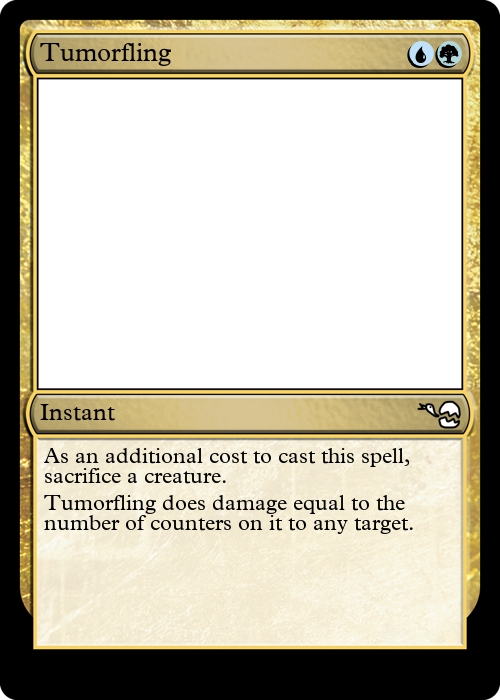 Tumorfling
Instant
As an additional cost to cast this spell,
sacrifice a creature.
Tumorfling does damage equal to the
number of counters on it to any target.